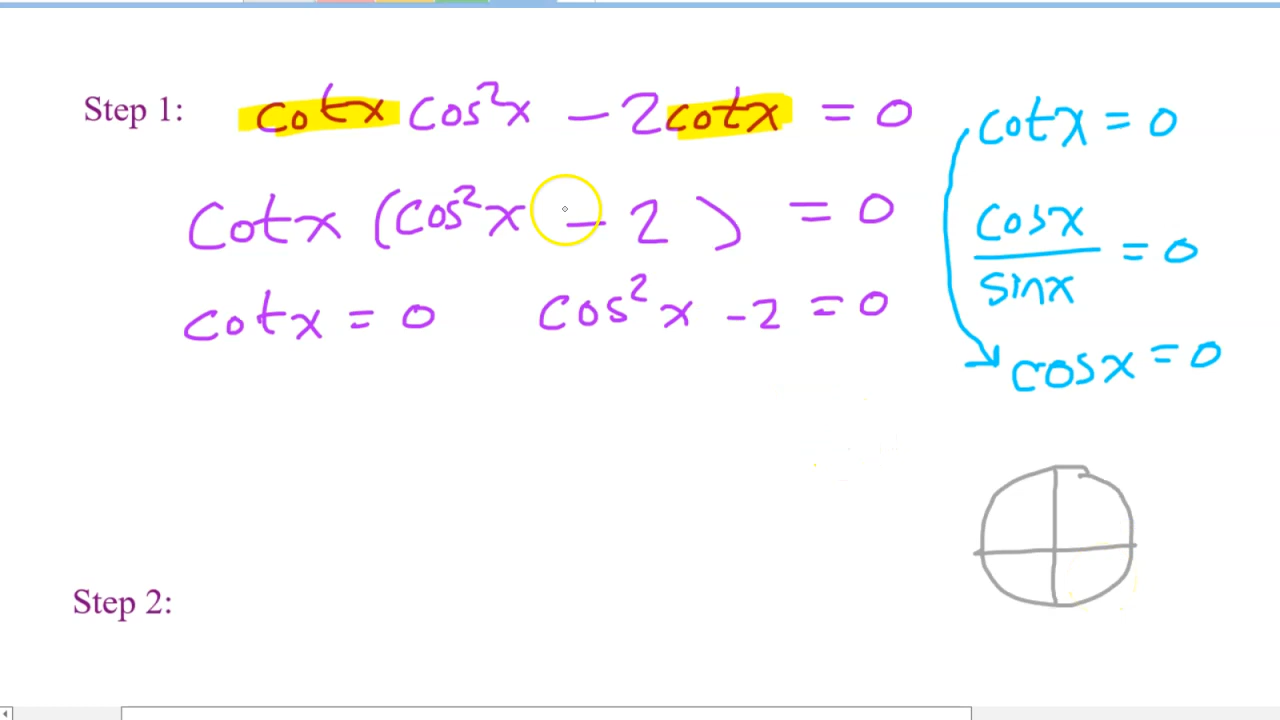 Step 1: cotx cos²x - 2cotx = 0
cotx (cos²x - 2) = 0
cotx = 0 cos²x - 2 = 0
cotx = 0
cosx
sinx = 0
cosx = 0
Step 2: